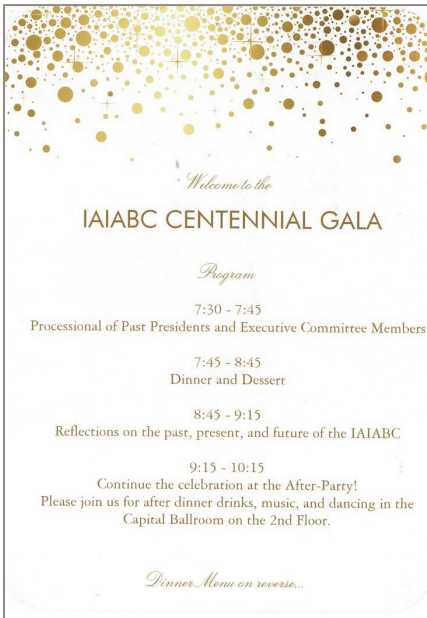 Welcome to the
IAIABC CENTENNIAL GALA
Program
7:30 - 7:45
Processional of Past Presidents and Executive Committee Members
7:45 - 8:45
Dinner and Dessert
8:45 - 9:15
Reflections on the past, present, and future of the IAIABC
9:15 - 10:15
Continue the celebration at the After-Party!
Please join us for after dinner drinks, music, and dancing in the
Capital Ballroom on the 2nd Floor.
Dinner Menu on reverse...